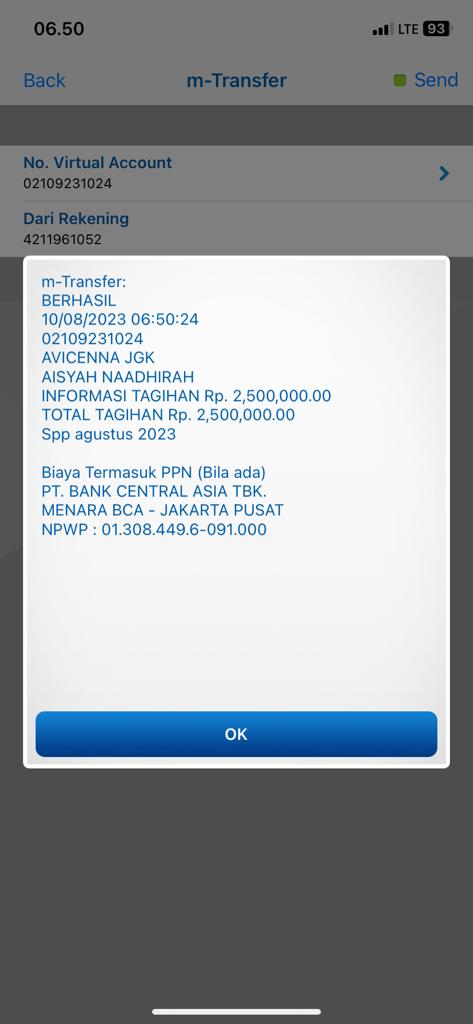 06.50
LTE 93
Back
m-Transfer
Send
No. Virtual Account
02109231024
Dari Rekening
4211961052
m-Transfer:
BERHASIL
10/08/2023 06:50:24
02109231024
AVICENNA JGK
AISYAH NAADHIRAH
INFORMASI TAGIHAN Rp. 2,500,000.00
TOTAL TAGIHAN Rp. 2,500,000.00
Spp agustus 2023
Biaya Termasuk PPN (Bila ada)
PT. BANK CENTRAL ASIA TBK.
MENARA BCA - JAKARTA PUSAT
NPWP : 01.308.449.6-091.000
OK